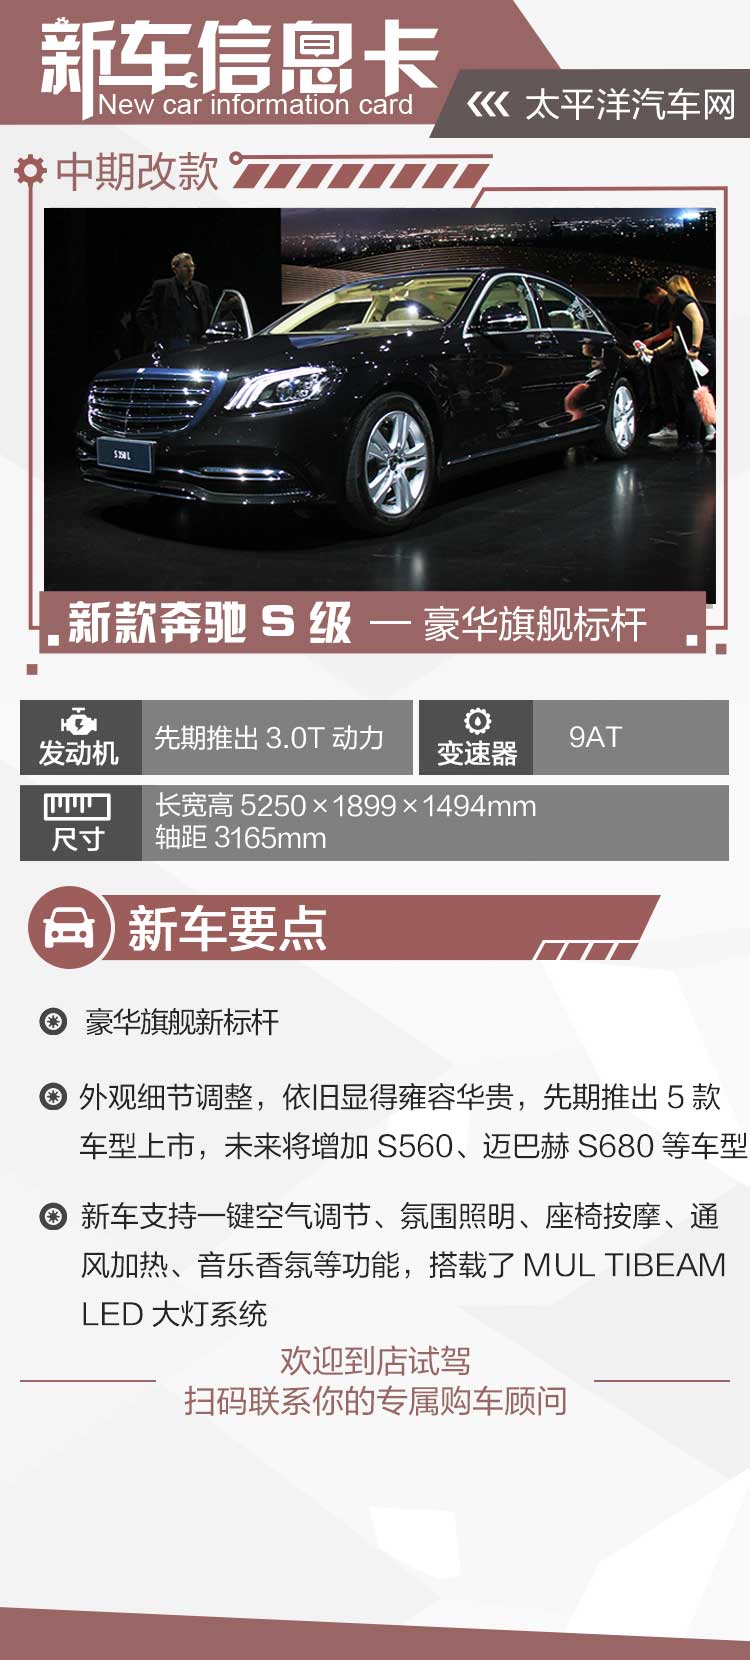 新车信息卡
New car information card
太平洋汽车网
中期改款
S 350 L
新款奔驰 S 级 — 豪华旗舰标杆
发动机 先期推出 3.0T 动力 变速器 9AT
尺寸 长宽高 5250×1899×1494mm
轴距 3165mm
新车要点
豪华旗舰新标杆
外观细节调整，依旧显得雍容华贵，先期推出 5 款
车型上市，未来将增加 S560、迈巴赫 S680 等车型
新车支持一键空气调节、氛围照明、座椅按摩、通
风加热、音乐香氛等功能，搭载了 MUL TIBEAM
LED 大灯系统
欢迎到店试驾
扫码联系你的专属购车顾问